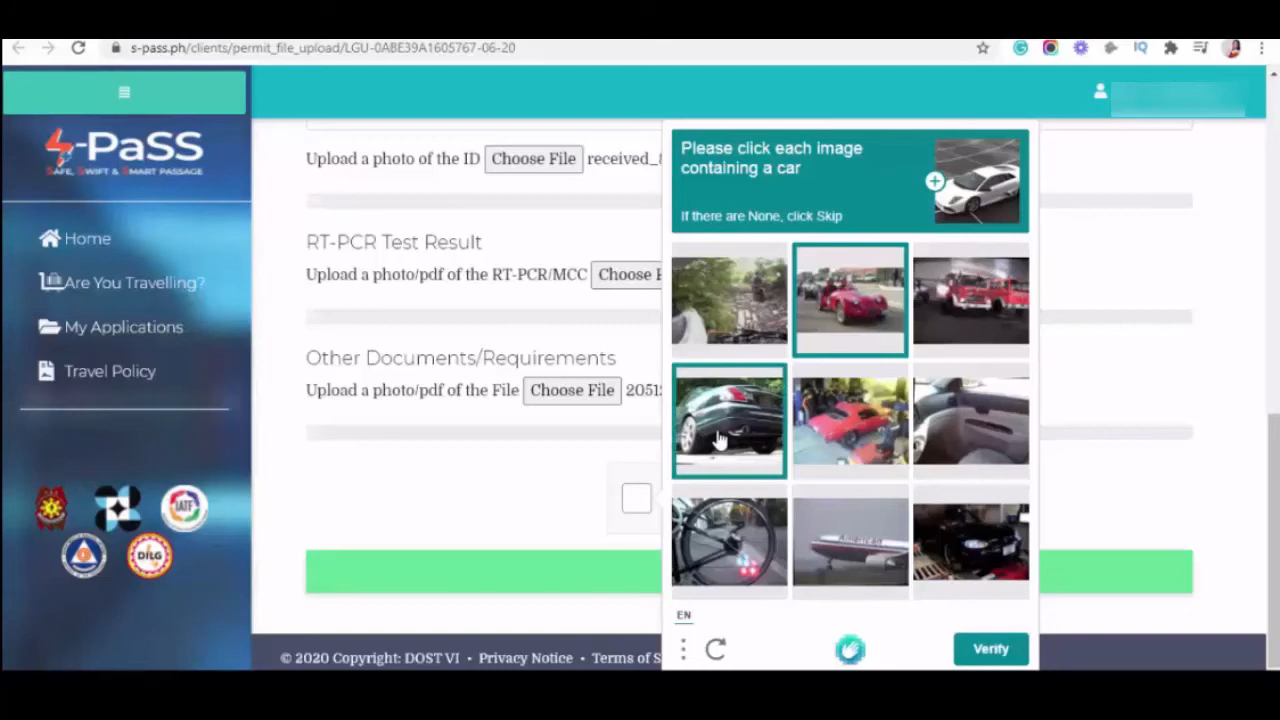 s-pass.ph/clients/permit_file_upload/LGU-0ABE39A1605767-06-20
IQ
-PaSS
SAFE, SWIFT & SMART PASSAGE
Home
Are You Travelling?
My Applications
Travel Policy
IATF
DILG
Upload a photo of the ID Choose File received_
RT-PCR Test Result
Upload a photo/pdf of the RT-PCR/MCC Choose F
Other Documents/Requirements
Upload a photo/pdf of the File Choose File 2051
Please click each image
containing a car
If there are None, click Skip
American
EN
Verify
© 2020 Copyright: DOST VI • Privacy Notice • Terms of S